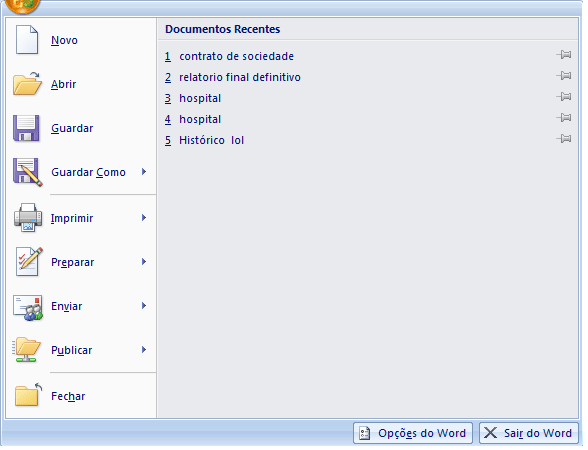 Novo
Abrir
Guardar
Guardar Como
Imprimir
Preparar
Enviar
Publicar
Fechar
Documentos Recentes
1 contrato de sociedade
2 relatorio final definitivo
3 hospital
4 hospital
5 Histórico lol
Opções do Word
Sair do Word